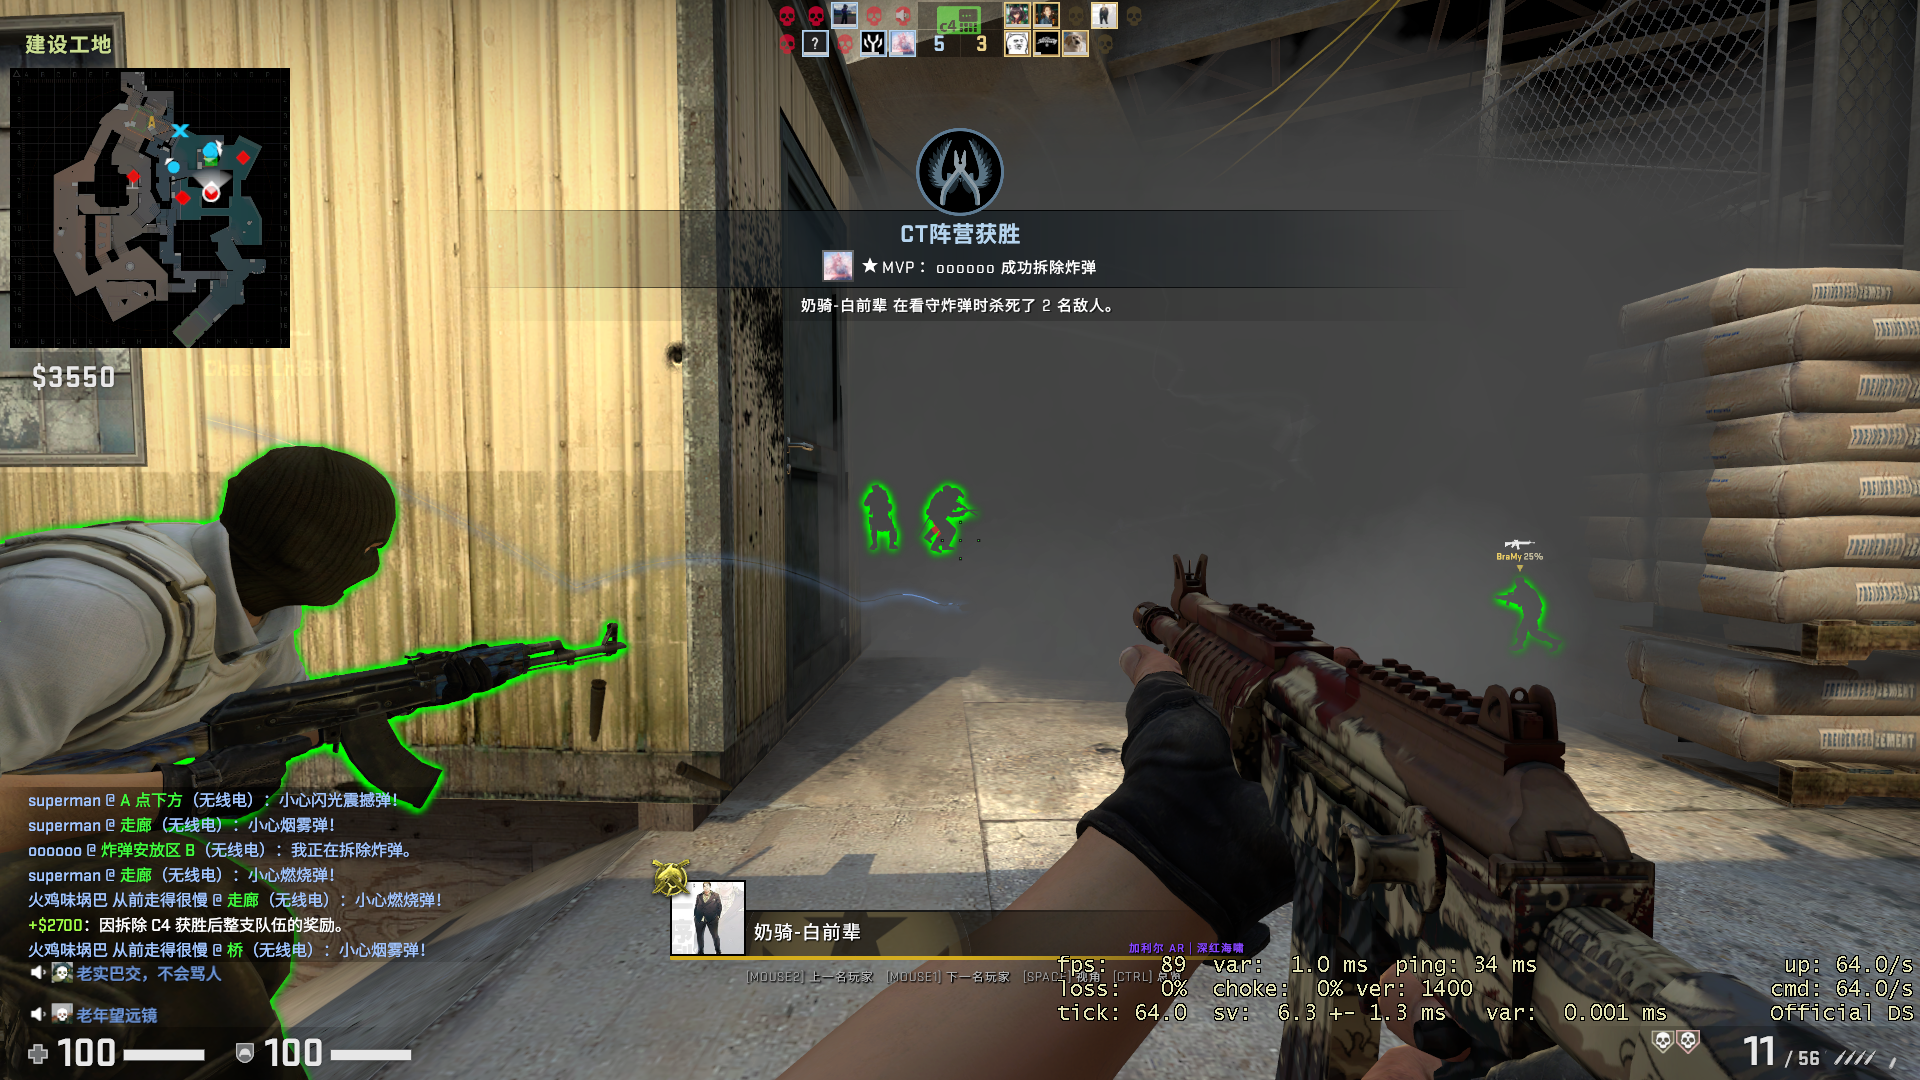 建设工地
?
c4
5 3
CT阵营获胜
★ MVP： oooooo 成功拆除炸弹
奶骑-白前辈 在看守炸弹时杀死了 2 名敌人。
A
$3550
BraMy 25%
superman @ A 点下方（无线电）：小心闪光震撼弹！
superman @ 走廊（无线电）：小心烟雾弹！
oooooo @ 炸弹安放区 B（无线电）：我正在拆除炸弹。
superman @ 走廊（无线电）：小心燃烧弹！
火鸡味埚巴 从前走得很慢 @ 走廊（无线电）：小心燃烧弹！
+$2700：因拆除 C4 获胜后整支队伍的奖励。
火鸡味埚巴 从前走得很慢 @ 桥（无线电）：小心烟雾弹！
老实巴交，不会骂人
老年望远镜
100 100
奶骑-白前辈
加利尔 AR | 深红海啸
[MOUSE2] 上一名玩家 [MOUSE1] 下一名玩家 [SPACE] 视角 [CTRL] 总览
fps: 89 var: 1.0 ms ping: 34 ms up: 64.0/s
loss: 0% choke: 0% ver: 1400 cmd: 64.0/s
tick: 64.0 sv: 6.3 +- 1.3 ms var: 0.001 ms Official DS
11 / 56